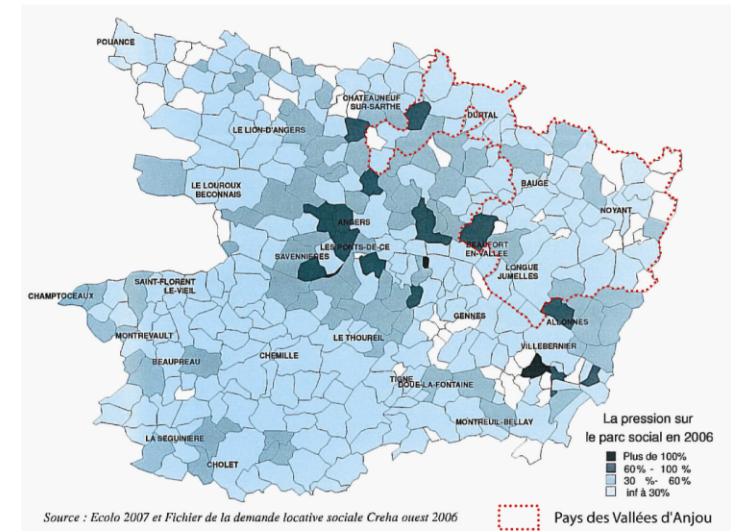 POUANCE
CHATEAUNEUF
SUR-SARTHE
DURTAL
LE LION-D'ANGERS
BAUGE
LE LOUROUX
BECONNAIS
NOYANT
ANGERS
LES PONTS-DE-CE
BEAUFORT
EN-VALLEE
SAVENNIERES
LONGUE
JUMELLES
SAINT-FLORENT
LE-VIEIL
CHAMPTOCEAUX
GENNES
ALLONNES
MONTREVAULT
LE THOUREIL
VILLEBERNIER
BEAUPREAU
CHEMILLE
TIGNE
DOUE-LA-FONTAINE
MONTREUIL-BELLAY
LA SEGUINIERE
CHOLET
La pression sur
le parc social en 2006
Plus de 100%
60% - 100 %
30 %- 60%
inf à 30%
Source : Ecolo 2007 et Fichier de la demande locative sociale Creha ouest 2006
Pays des Vallées d'Anjou